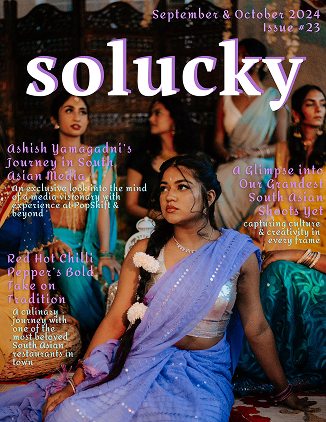 September & October 2024
Issue #23
solucky
Ashish Yamagadni's
Journey in South
Asian Media
An exclusive look into the mind
of a media visionary with
experience at PopShift &
beyond
A Glimpse into
Our Grandest
South Asian
Shoots Yet
capturing culture
& creativity in
every frame
Red Hot Chilli
Pepper's Bold
Take on
Tradition
A culinary
journey with
one of the
most beloved
South Asian
restaurants in
town